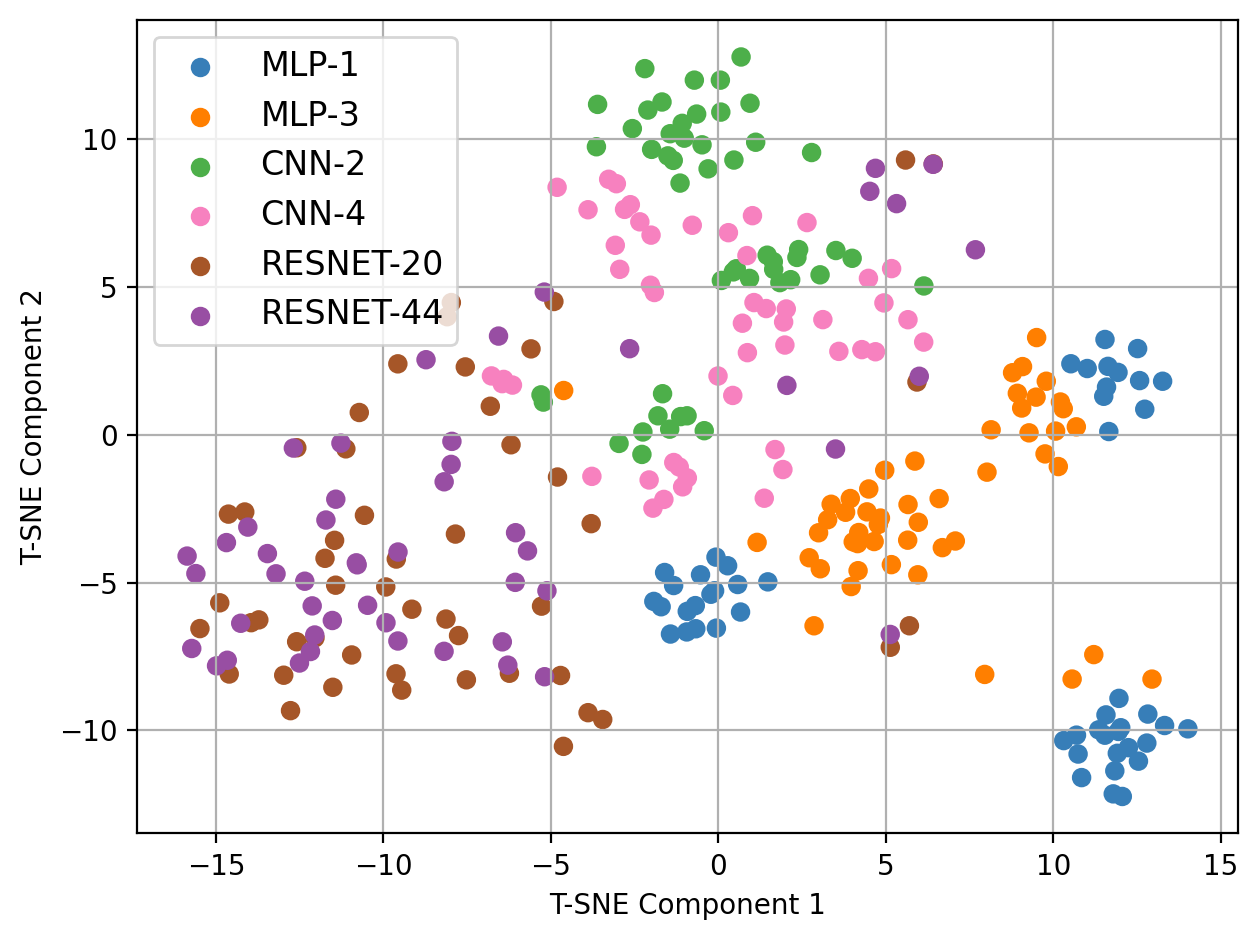 MLP-1
MLP-3
CNN-2
CNN-4
RESNET-20
RESNET-44
10
5
0
−5
−10
T-SNE Component 2
−15 −10 −5 0 5 10 15
T-SNE Component 1